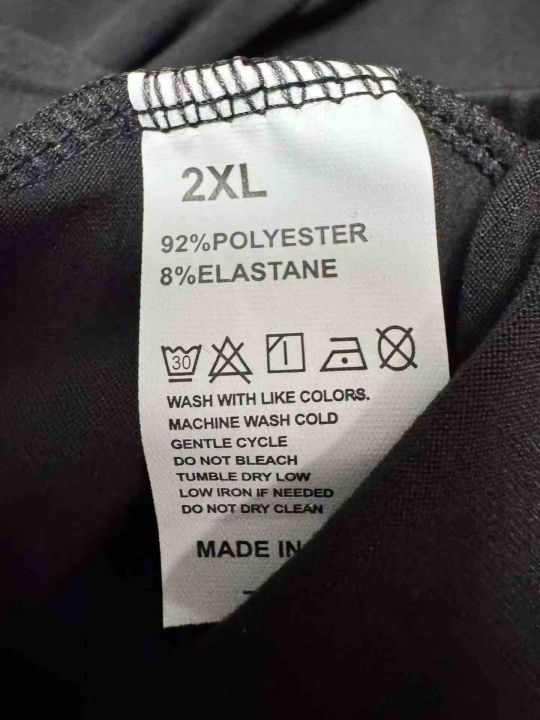 2XL
92%POLYESTER
8%ELASTANE
30
WASH WITH LIKE COLORS.
MACHINE WASH COLD
GENTLE CYCLE
DO NOT BLEACH
TUMBLE DRY LOW
LOW IRON IF NEEDED
DO NOT DRY CLEAN
MADE IN